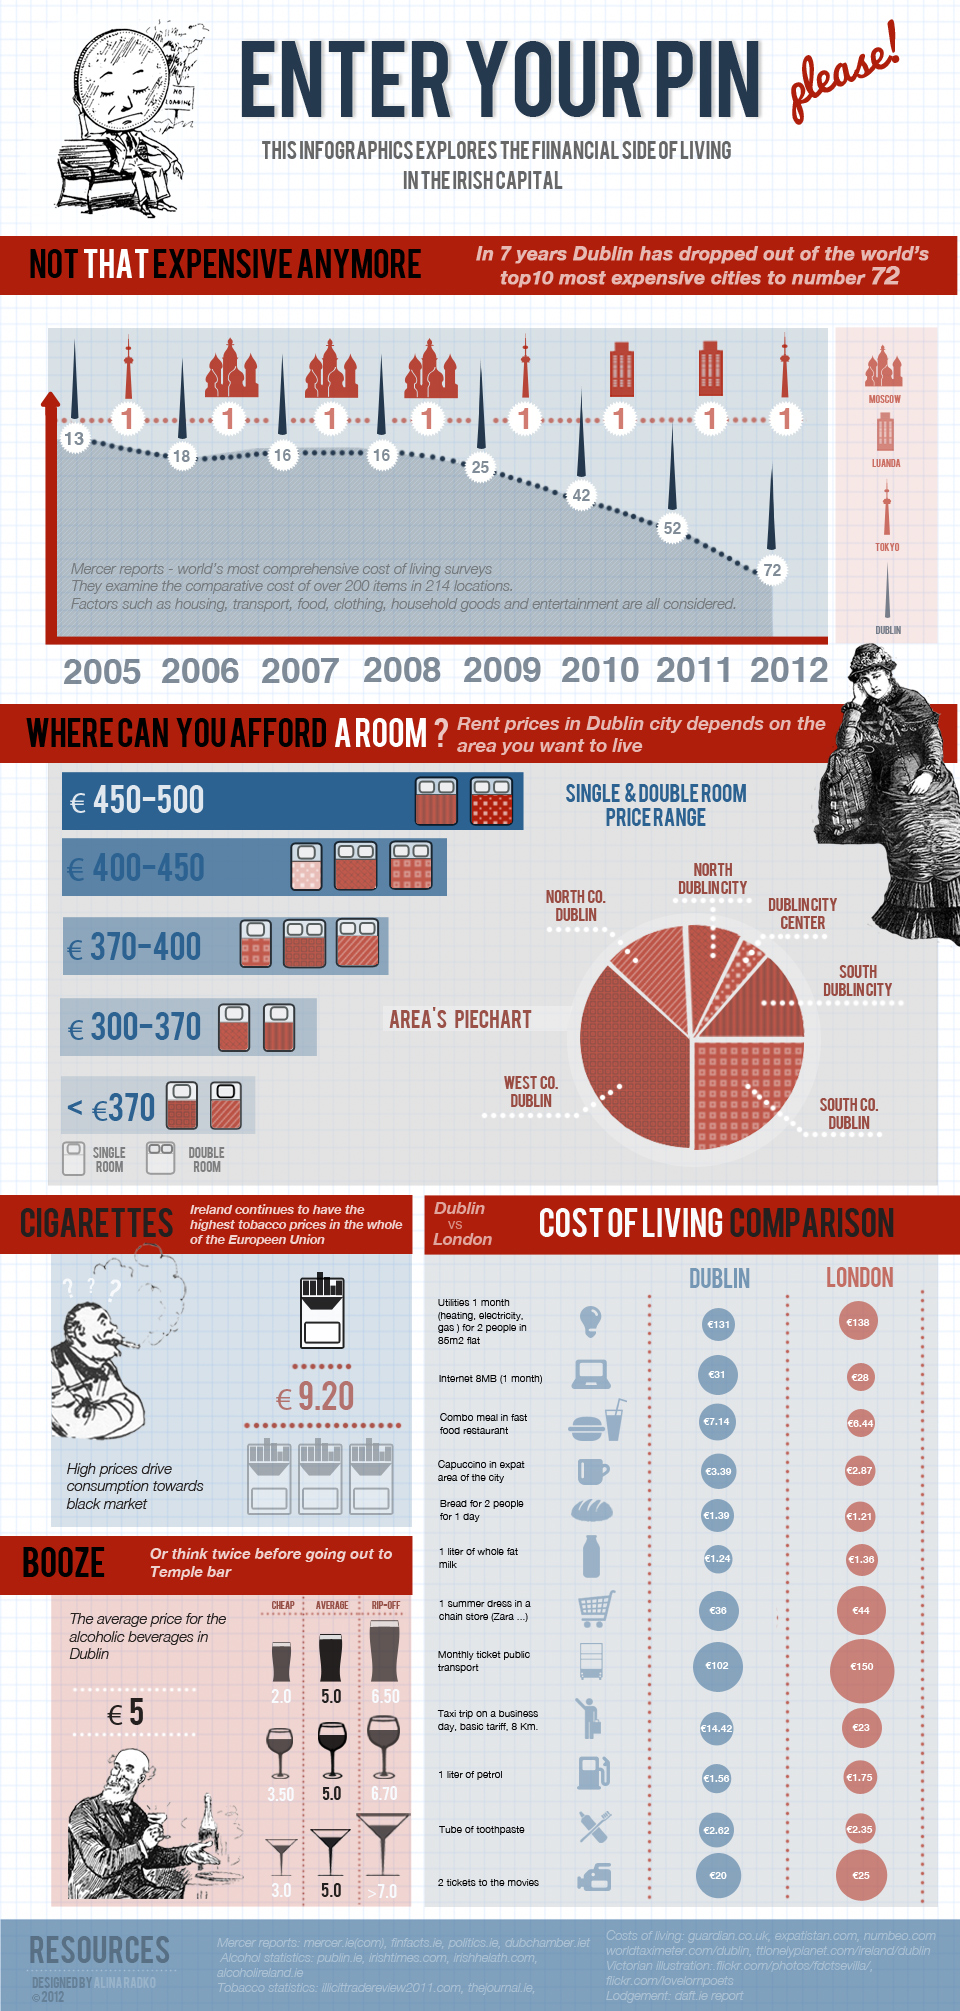 NO
LOADING
ENTER YOUR PIN please!
THIS INFOGRAPHICS EXPLORES THE FIINANCIAL SIDE OF LIVING
IN THE IRISH CAPITAL
NOT THAT EXPENSIVE ANYMORE
In 7 years Dublin has dropped out of the world's
top10 most expensive cities to number 72
1 1 1 1 1 1 1 1
13 18 16 16 25 42 52 72
MOSCOW
LUANDA
TOKYO
DUBLIN
Mercer reports - world's most comprehensive cost of living surveys
They examine the comparative cost of over 200 items in 214 locations.
Factors such as housing, transport, food, clothing, household goods and entertainment are all considered.
2005 2006 2007 2008 2009 2010 2011 2012
WHERE CAN YOU AFFORD A ROOM ?
Rent prices in Dublin city depends on the
area you want to live
€ 450-500
€ 400-450
€ 370-400
€ 300-370
< €370
SINGLE
ROOM
DOUBLE
ROOM
SINGLE & DOUBLE ROOM
PRICE RANGE
NORTH
DUBLIN CITY
NORTH CO.
DUBLIN
DUBLIN CITY
CENTER
SOUTH
DUBLIN CITY
AREA'S PIECHART
WEST CO.
DUBLIN
SOUTH CO.
DUBLIN
CIGARETTES
Ireland continues to have the
highest tobacco prices in the whole
of the Europeen Union
? ? ?
€ 9.20
High prices drive
consumption towards
black market
BOOZE
Or think twice before going out to
Temple bar
The average price for the
alcoholic beverages in
Dublin
€ 5
CHEAP AVERAGE RIP-OFF
2.0 5.0 6.50
3.50 5.0 6.70
3.0 5.0 >7.0
Dublin
vs
London
COST OF LIVING COMPARISON
DUBLIN LONDON
Utilities 1 month
(heating, electricity,
gas ) for 2 people in
85m2 flat
€131 €138
Internet 8MB (1 month)
€31 €28
Combo meal in fast
food restaurant
€7.14 €6.44
Capuccino in expat
area of the city
€3.39 €2.87
Bread for 2 people
for 1 day
€1.39 €1.21
1 liter of whole fat
milk
€1.24 €1.36
1 summer dress in a
chain store (Zara ...)
€36 €44
Monthly ticket public
transport
€102 €150
Taxi trip on a business
day, basic tariff, 8 Km.
€14.42 €23
1 liter of petrol
€1.56 €1.75
Tube of toothpaste
€2.62 €2.35
2 tickets to the movies
€20 €25
RESOURCES
DESIGNED BY ALINA RADKO
© 2012
Mercer reports: mercer.ie(com), finfacts.ie, politics.ie, dubchamber.iet
Alcohol statistics: publin.ie, irishtimes.com, irishhelath.com,
alcoholireland.ie
Tobacco statistics: illicittradereview2011.com, thejournal.ie,
Costs of living: guardian.co.uk, expatistan.com, numbeo.com
worldtaximeter.com/dublin, ttlonelyplanet.com/ireland/dublin
Victorian illustration: flickr.com/photos/fdctsevilla/,
flickr.com/lovelornpoets
Lodgement: daft.ie report